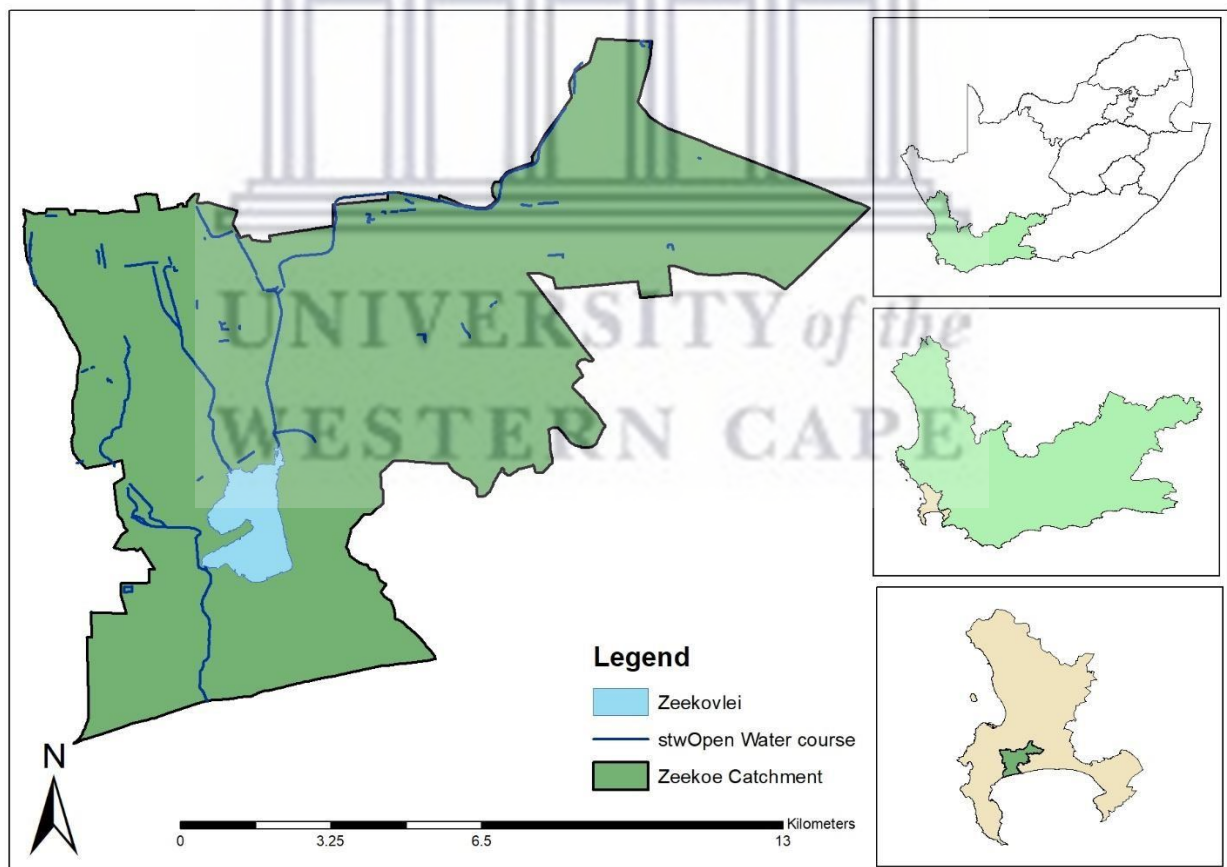 UNIVERSITY of the
WESTERN CAPE
Legend
Zeekovlei
stwOpen Water course
Zeekoe Catchment
N
Kilometers
0 3.25 6.5 13